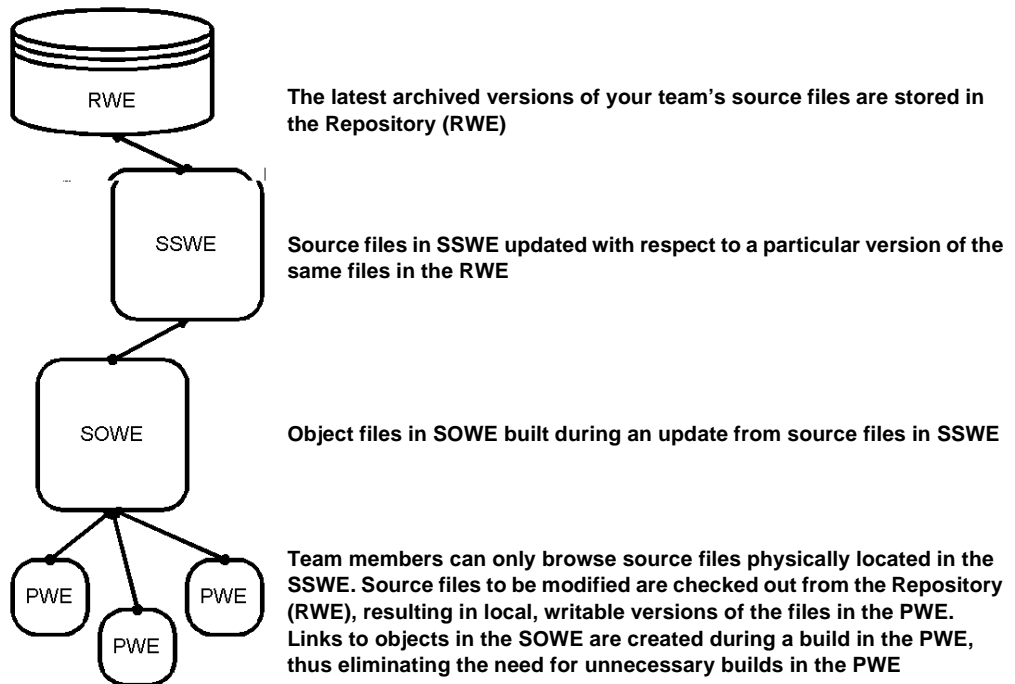 RWE
The latest archived versions of your team's source files are stored in
the Repository (RWE)
SSWE
Source files in SSWE updated with respect to a particular version of the
same files in the RWE
SOWE
Object files in SOWE built during an update from source files in SSWE
PWE
PWE
PWE
Team members can only browse source files physically located in the
SSWE. Source files to be modified are checked out from the Repository
(RWE), resulting in local, writable versions of the files in the PWE.
Links to objects in the SOWE are created during a build in the PWE,
thus eliminating the need for unnecessary builds in the PWE